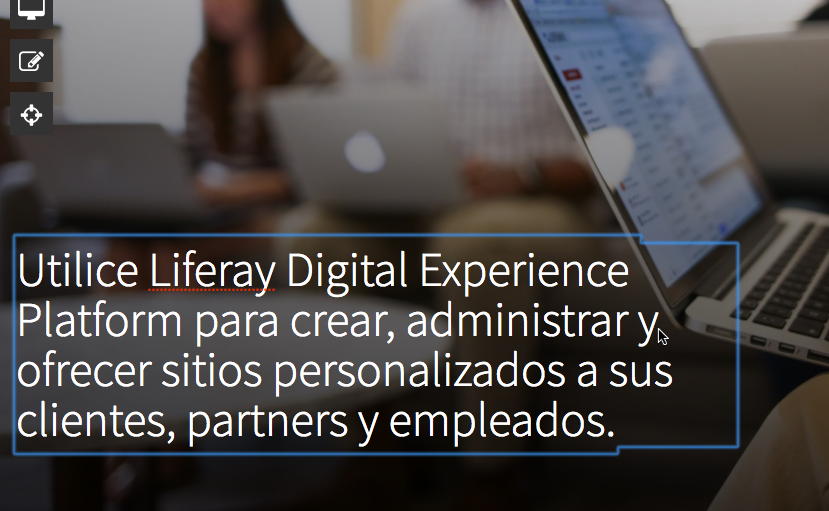 Utilice Liferay Digital Experience
Platform para crear, administrar y
ofrecer sitios personalizados a sus
clientes, partners y empleados.